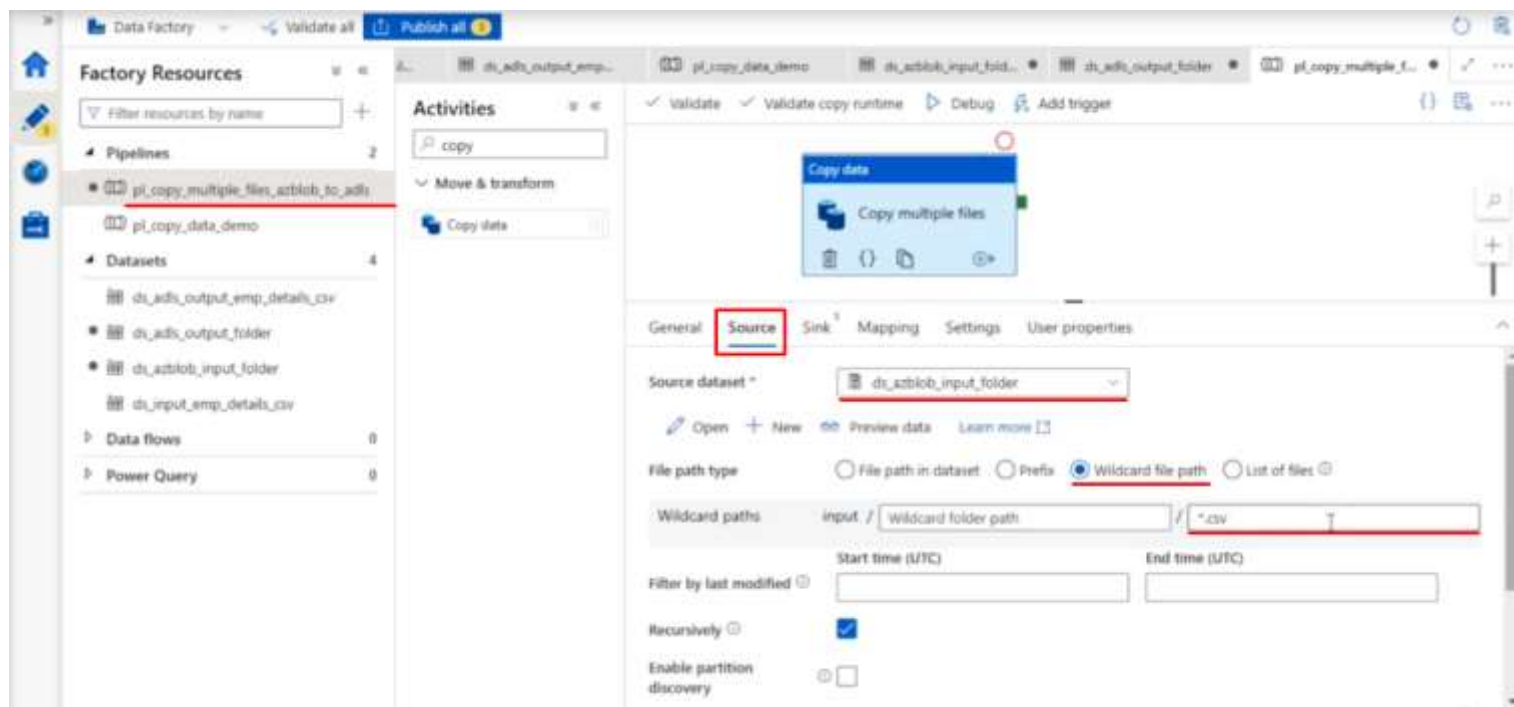 Data Factory
Validate all
Publish all
Factory Resources
Filter resources by name
Pipelines 2
pl_copy_multiple_files_azblob_to_adls
pl_copy_data_demo
Datasets 4
ds_adls_output_emp_details_csv
ds_adls_output_folder
ds_azblob_input_folder
ds_input_emp_details_csv
Data flows 0
Power Query 0
ds_adls_output_emp...
pl_copy_data_demo
ds_azblob_input_fold...
ds_adls_output_folder
pl_copy_multiple_f...
Activities
copy
Move & transform
Copy data
Validate
Validate copy runtime
Debug
Add trigger
Copy data
Copy multiple files
General Source Sink 1 Mapping Settings User properties
Source dataset *
ds_azblob_input_folder
Open New Preview data Learn more
File path type
File path in dataset Prefix Wildcard file path List of files
Wildcard paths input / Wildcard folder path / *.csv
Start time (UTC) End time (UTC)
Filter by last modified
Recursively
Enable partition
discovery